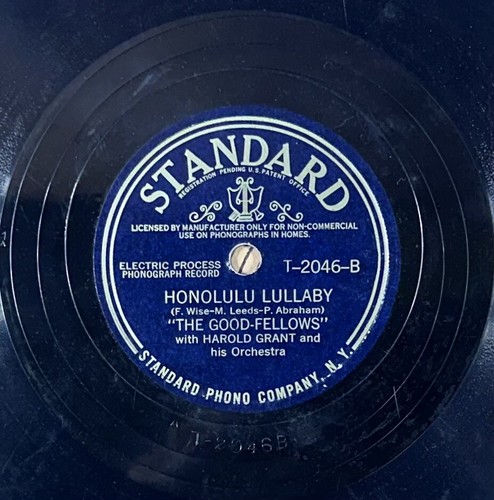 STANDARD
REGISTRATION PENDING U.S. PATENT OFFICE
LICENSED BY MANUFACTURER ONLY FOR NON-COMMERCIAL
USE ON PHONOGRAPHS IN HOMES.
ELECTRIC PROCESS
PHONOGRAPH RECORD
T-2046-B
HONOLULU LULLABY
(F. Wise-M. Leeds-P. Abraham)
"THE GOOD-FELLOWS"
with HAROLD GRANT and
his Orchestra
STANDARD PHONO COMPANY, N. Y.
T-2046B